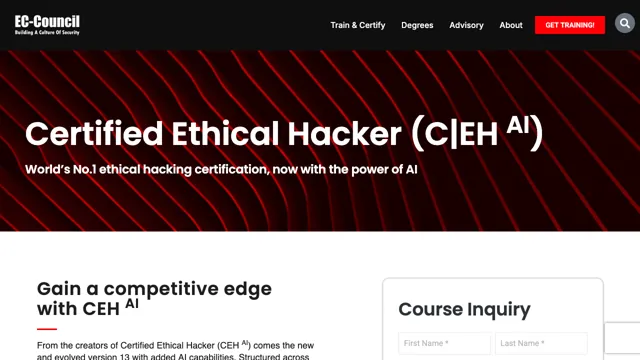 EC-Council
Building A Culture Of Security
Train & Certify Degrees Advisory About GET TRAINING!
Certified Ethical Hacker (C|EH AI)
World's No.1 ethical hacking certification, now with the power of AI
Gain a competitive edge
with CEH AI
From the creators of Certified Ethical Hacker (CEH AI) comes the new
and evolved version 13 with added AI capabilities. Structured across
Course Inquiry
First Name * Last Name *